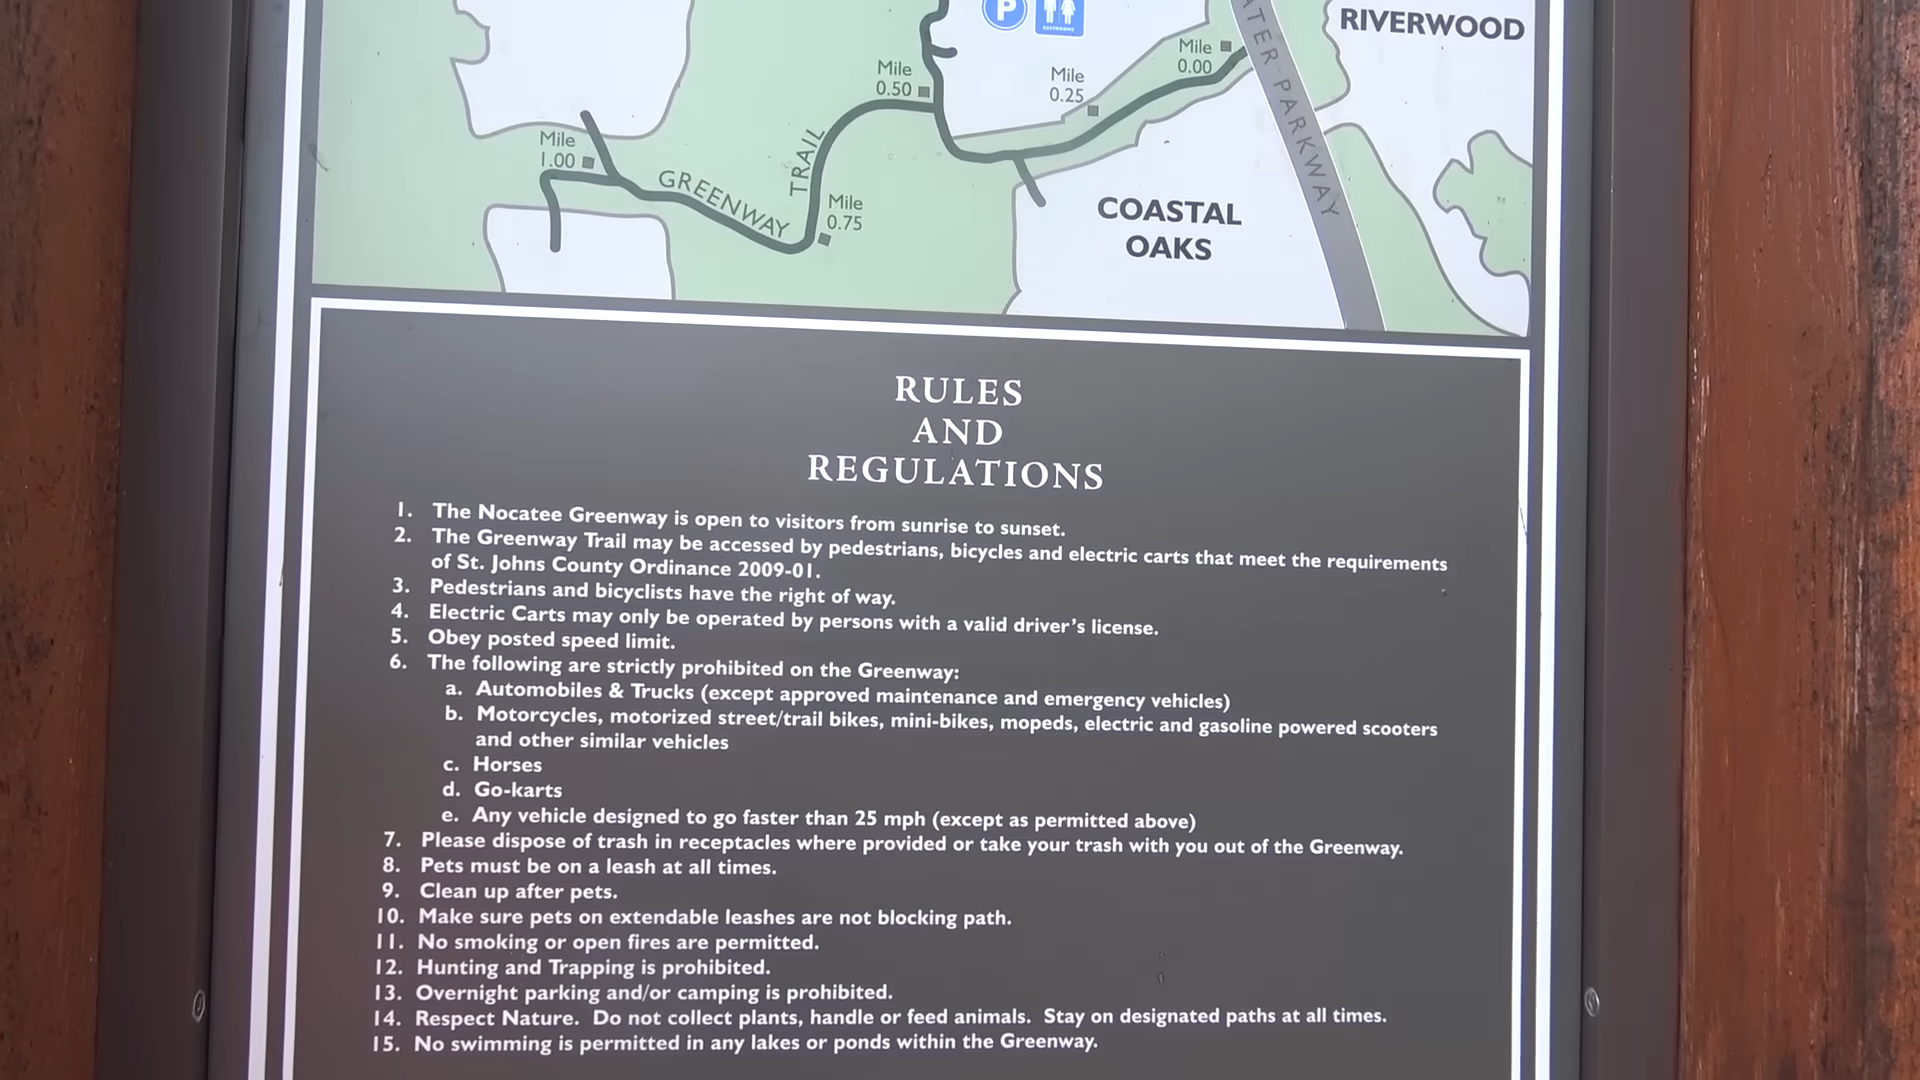 P
RESTROOMS
RIVERWOOD
Mile
0.00
Mile
0.50
Mile
0.25
Mile
1.00
GREENWAY TRAIL
Mile
0.75
PARKWAY
COASTAL
OAKS
RULES
AND
REGULATIONS
1. The Nocatee Greenway is open to visitors from sunrise to sunset.
2. The Greenway Trail may be accessed by pedestrians, bicycles and electric carts that meet the requirements
of St. Johns County Ordinance 2009-01.
3. Pedestrians and bicyclists have the right of way.
4. Electric Carts may only be operated by persons with a valid driver's license.
5. Obey posted speed limit.
6. The following are strictly prohibited on the Greenway:
a. Automobiles & Trucks (except approved maintenance and emergency vehicles)
b. Motorcycles, motorized street/trail bikes, mini-bikes, mopeds, electric and gasoline powered scooters
and other similar vehicles
c. Horses
d. Go-karts
e. Any vehicle designed to go faster than 25 mph (except as permitted above)
7. Please dispose of trash in receptacles where provided or take your trash with you out of the Greenway.
8. Pets must be on a leash at all times.
9. Clean up after pets.
10. Make sure pets on extendable leashes are not blocking path.
11. No smoking or open fires are permitted.
12. Hunting and Trapping is prohibited.
13. Overnight parking and/or camping is prohibited.
14. Respect Nature. Do not collect plants, handle or feed animals. Stay on designated paths at all times.
15. No swimming is permitted in any lakes or ponds within the Greenway.